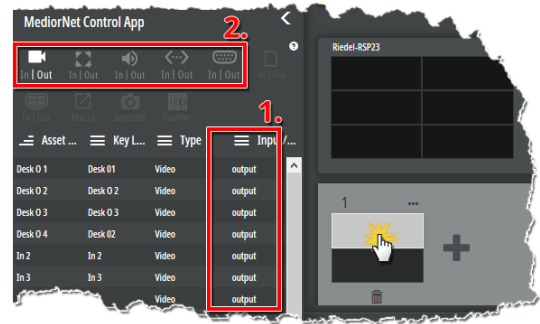 MediorNet Control App
2.
Riedel-RSP23
In | Out In | Out In | Out In | Out In | Out In | Out
In | Out Macro Snapshot Counter
1.
Asset ... Key L... Type Input/...
Desk O 1 Desk 01 Video output
Desk O 2 Desk O 2 Video output
Desk O 3 Desk O 3 Video output
Desk O 4 Desk 02 Video output
In 2 In 2 Video output
In 3 In 3 Video output
Video output
1 ...